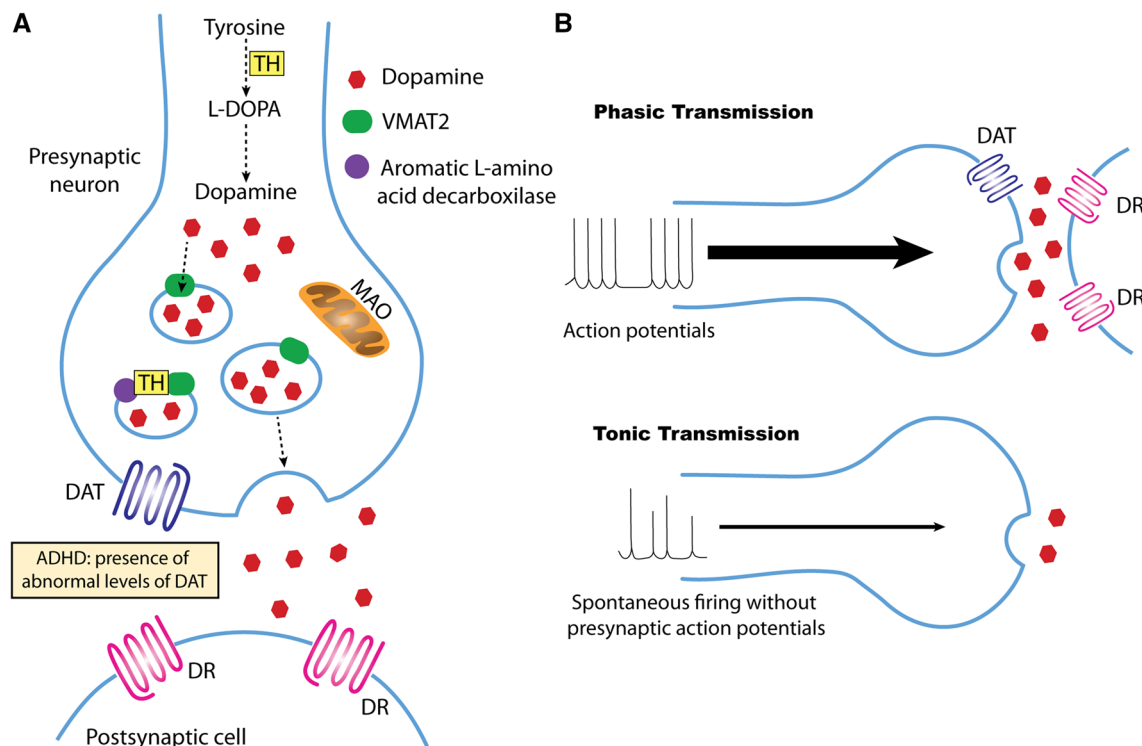 A
Tyrosine
TH
L-DOPA
Dopamine
Presynaptic
neuron
Dopamine
VMAT2
Aromatic L-amino
acid decarboxilase
MAO
TH
DAT
ADHD: presence of
abnormal levels of DAT
DR
DR
Postsynaptic cell
B
Phasic Transmission
DAT
DR
DR
Action potentials
Tonic Transmission
Spontaneous firing without
presynaptic action potentials